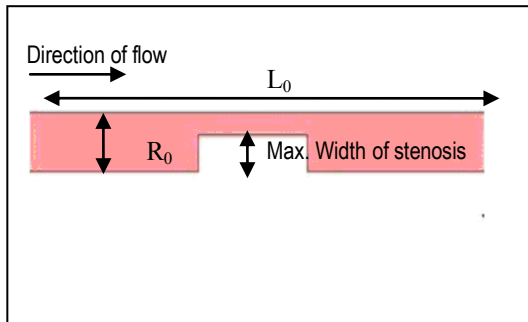 Direction of flow
L0
R0
Max. Width of stenosis